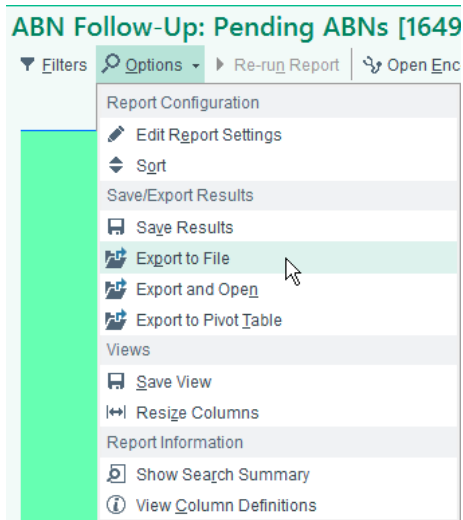 ABN Follow-Up: Pending ABNs [1649
Filters Options Re-run Report Open Enc
Report Configuration
Edit Report Settings
Sort
Save/Export Results
Save Results
Export to File
Export and Open
Export to Pivot Table
Views
Save View
Resize Columns
Report Information
Show Search Summary
View Column Definitions